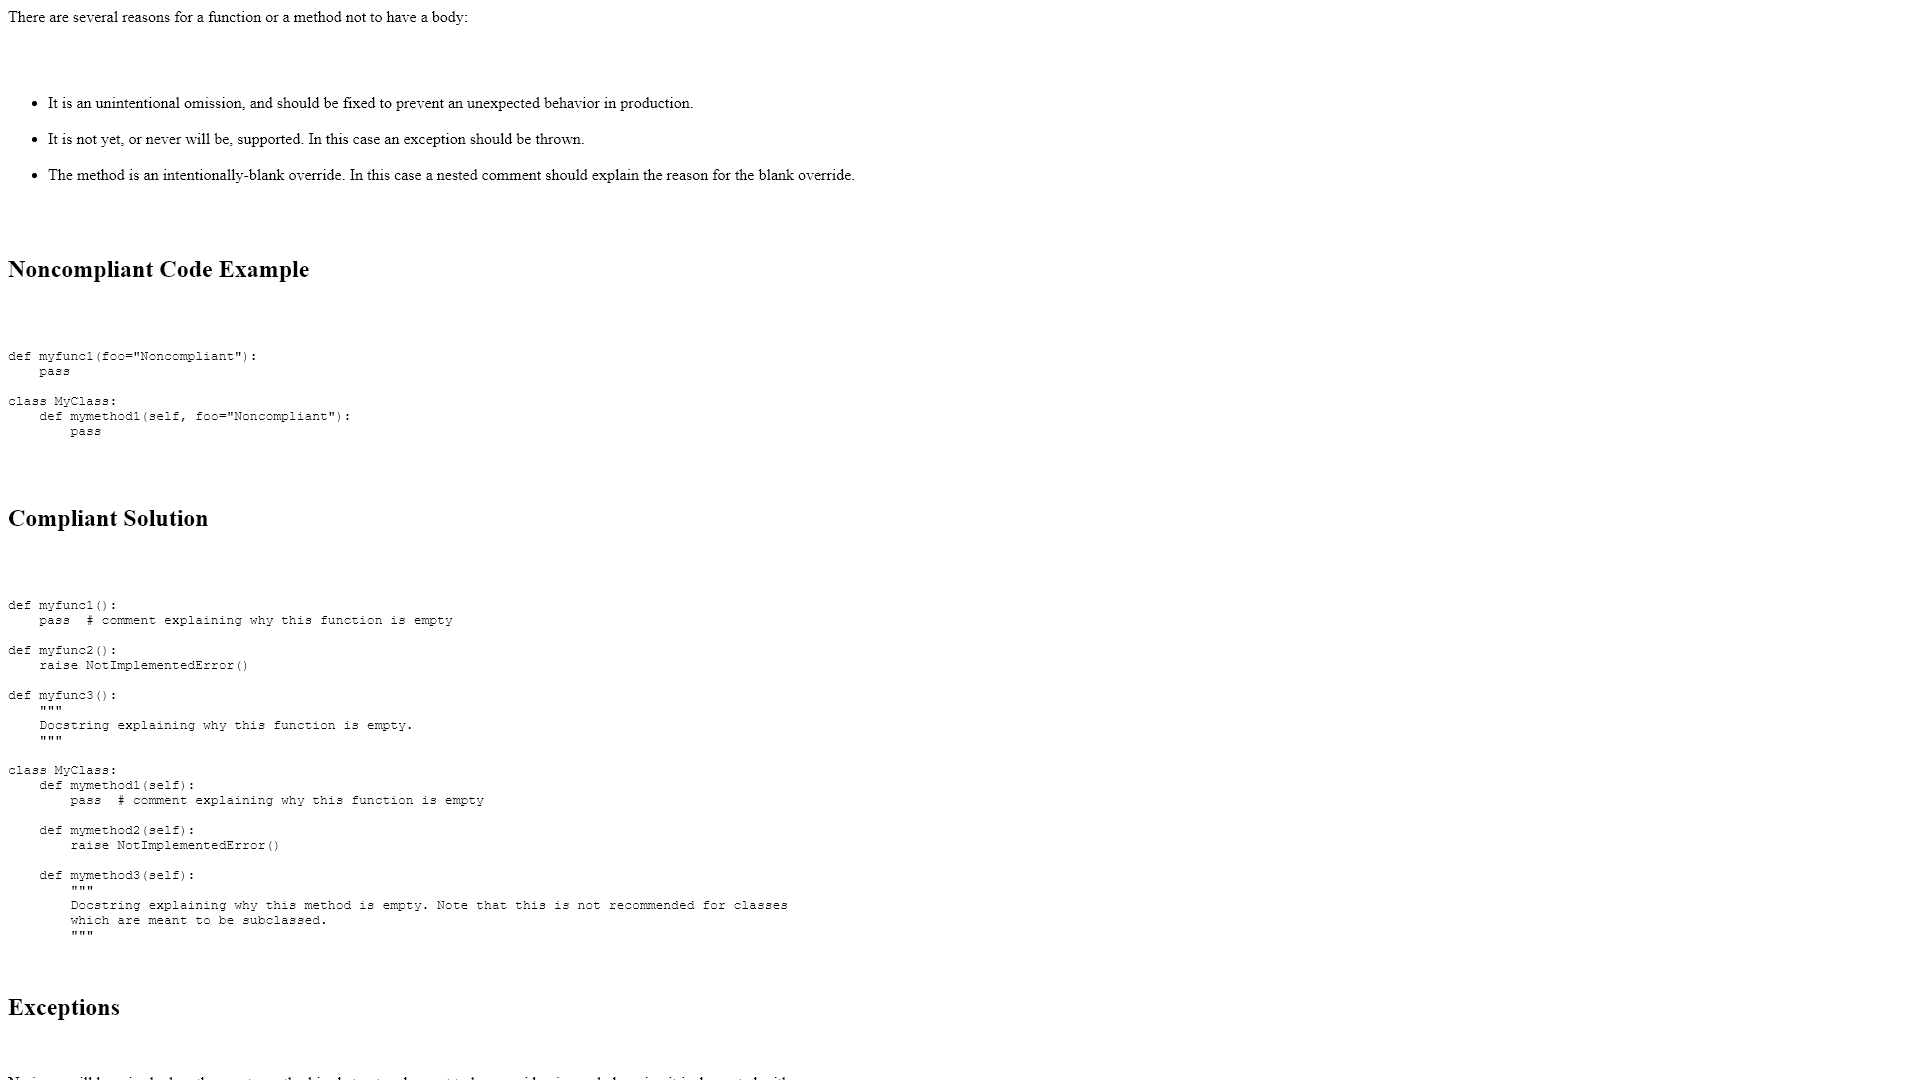 There are several reasons for a function or a method not to have a body:
• It is an unintentional omission, and should be fixed to prevent an unexpected behavior in production.
• It is not yet, or never will be, supported. In this case an exception should be thrown.
• The method is an intentionally-blank override. In this case a nested comment should explain the reason for the blank override.
Noncompliant Code Example
def myfunc1(foo="Noncompliant"):
    pass
class MyClass:
    def mymethod1(self, foo="Noncompliant"):
        pass
Compliant Solution
def myfunc1():
    pass  # comment explaining why this function is empty
def myfunc2():
    raise NotImplementedError()
def myfunc3():
    """
    Docstring explaining why this function is empty.
    """
class MyClass:
    def mymethod1(self):
        pass  # comment explaining why this function is empty
    def mymethod2(self):
        raise NotImplementedError()
    def mymethod3(self):
        """
        Docstring explaining why this method is empty. Note that this is not recommended for classes
        which are meant to be subclassed.
        """
Exceptions